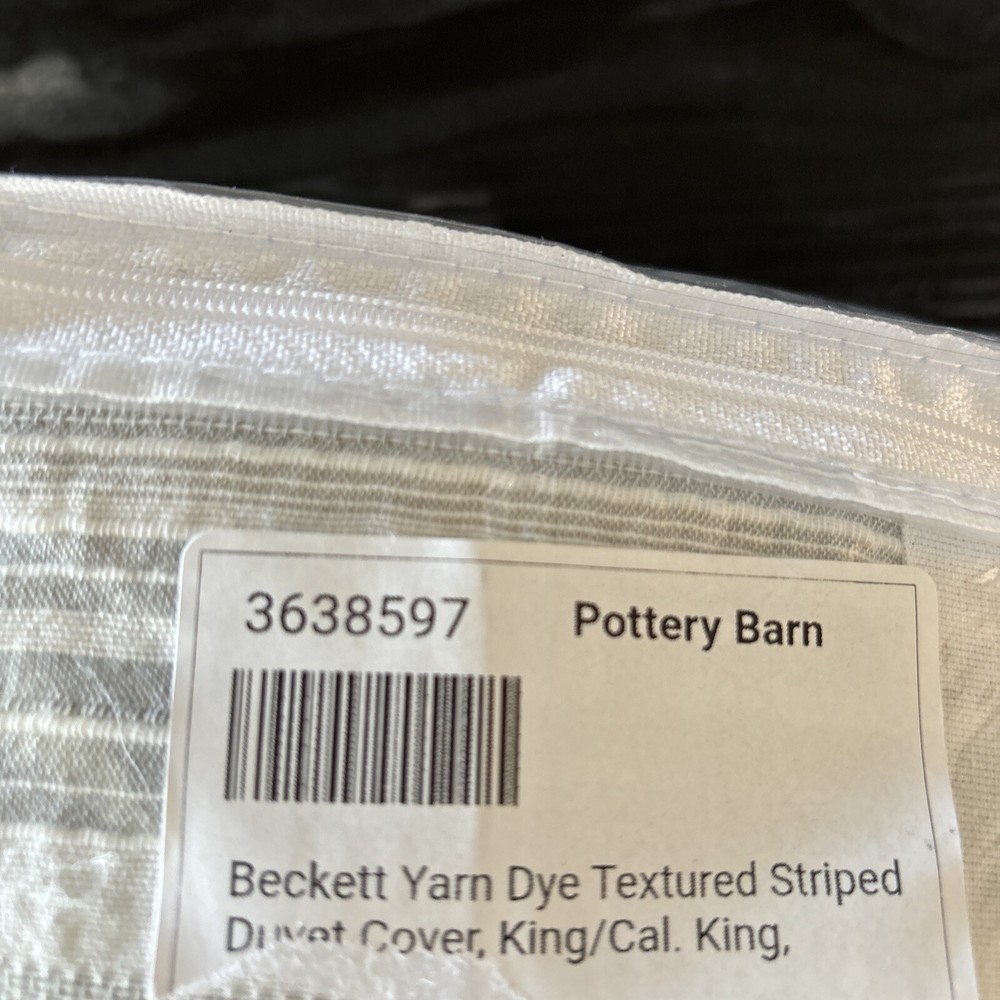 3638597 Pottery Barn
Beckett Yarn Dye Textured Striped
Duvet Cover, King/Cal. King,